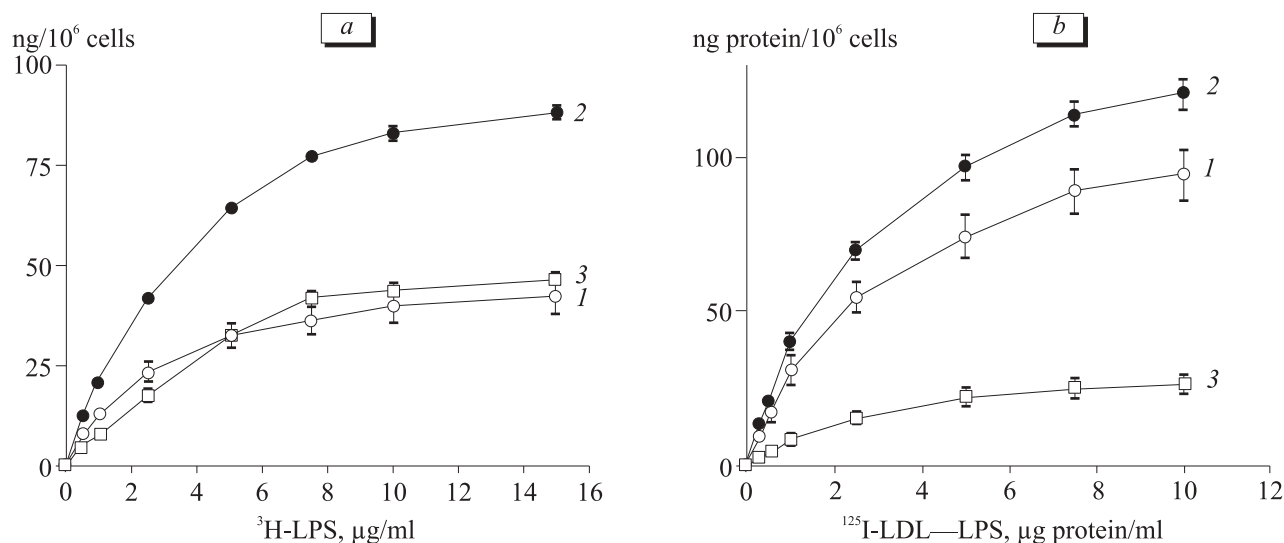 a
ng/10⁶ cells
100
75
50
25
0
2
3
1
0 2 4 6 8 10 12 14 16
³H-LPS, µg/ml
b
ng protein/10⁶ cells
100
50
0
2
1
3
0 2 4 6 8 10 12
¹²⁵I-LDL—LPS, µg protein/ml